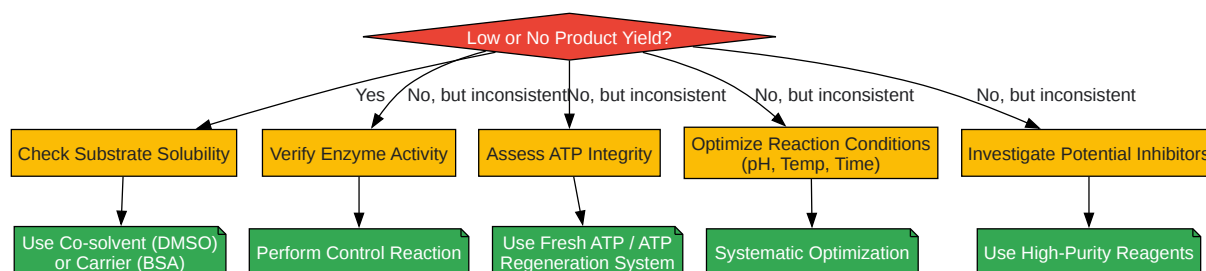 Low or No Product Yield?
Yes
No, but inconsistent
No, but inconsistent
No, but inconsistent
No, but inconsistent
Check Substrate Solubility
Verify Enzyme Activity
Assess ATP Integrity
Optimize Reaction Conditions
(pH, Temp, Time)
Investigate Potential Inhibitors
Use Co-solvent (DMSO)
or Carrier (BSA)
Perform Control Reaction
Use Fresh ATP / ATP
Regeneration System
Systematic Optimization
Use High-Purity Reagents